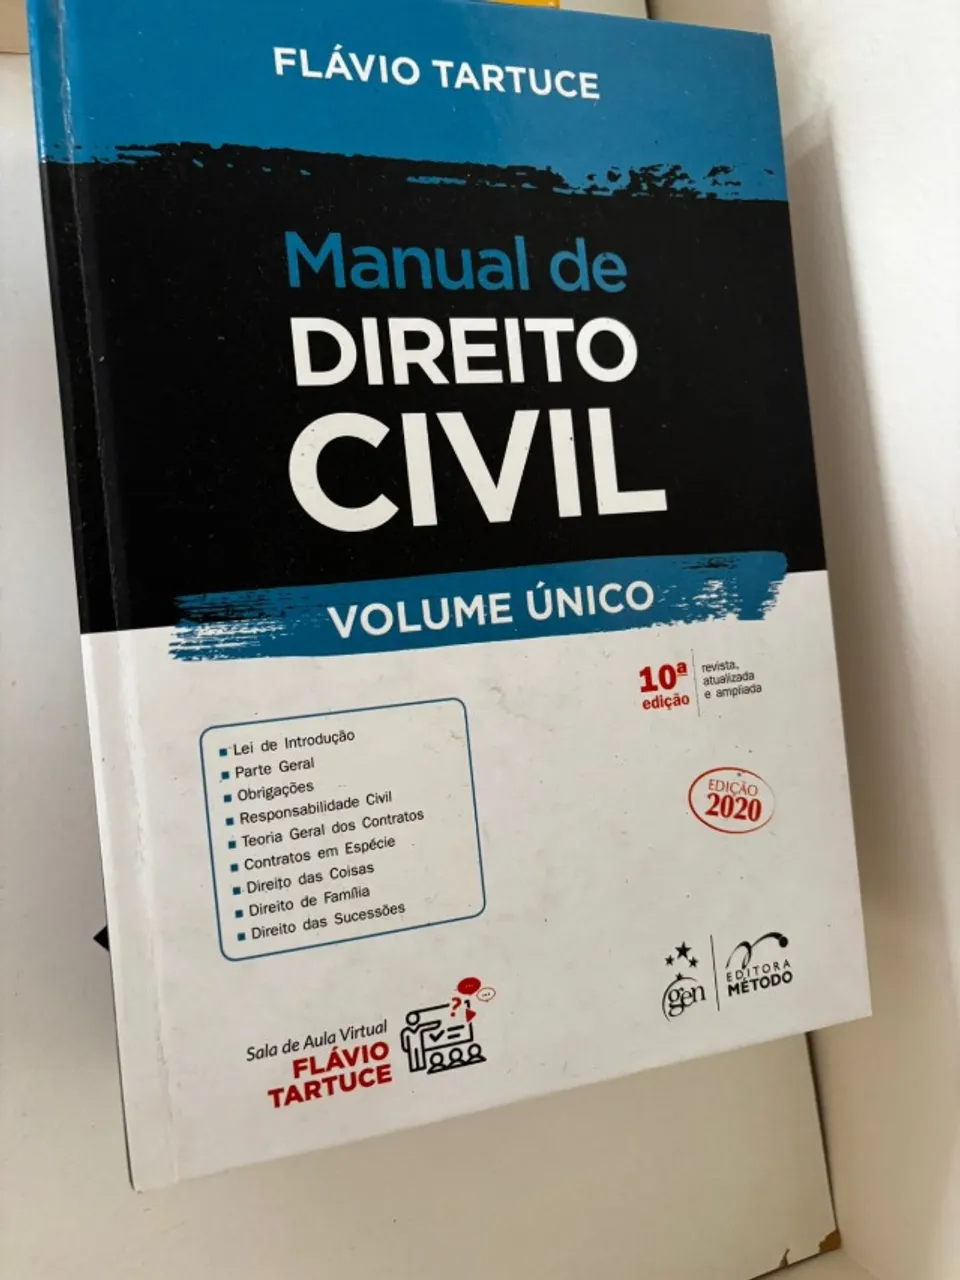 FLÁVIO TARTUCE
Manual de
DIREITO
CIVIL
VOLUME ÚNICO
10ª
edição
revista,
atualizada
e ampliada
Lei de Introdução
Parte Geral
Obrigações
Responsabilidade Civil
Teoria Geral dos Contratos
Contratos em Espécie
Direito das Coisas
Direito de Família
Direito das Sucessões
EDIÇÃO
2020
Sala de Aula Virtual
FLÁVIO
TARTUCE
?
gen
EDITORA
MÉTODO